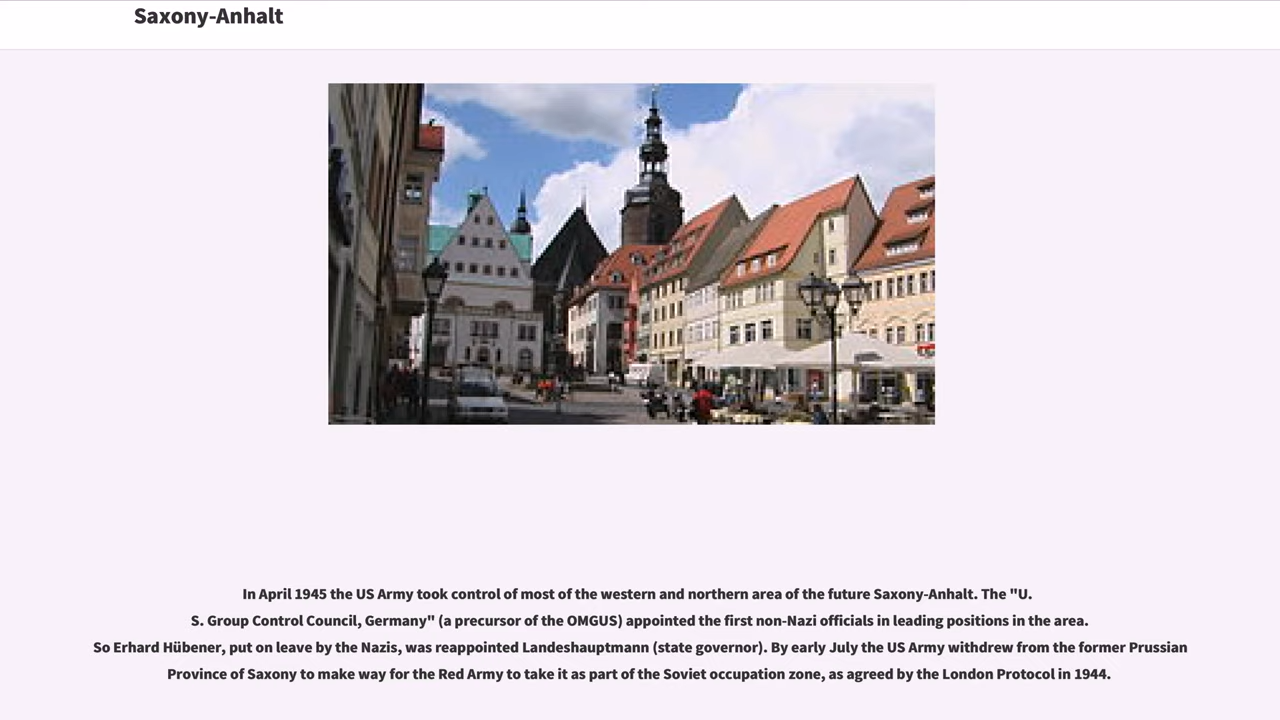 Saxony-Anhalt
In April 1945 the US Army took control of most of the western and northern area of the future Saxony-Anhalt. The "U.
S. Group Control Council, Germany" (a precursor of the OMGUS) appointed the first non-Nazi officials in leading positions in the area.
So Erhard Hübener, put on leave by the Nazis, was reappointed Landeshauptmann (state governor). By early July the US Army withdrew from the former Prussian
Province of Saxony to make way for the Red Army to take it as part of the Soviet occupation zone, as agreed by the London Protocol in 1944.